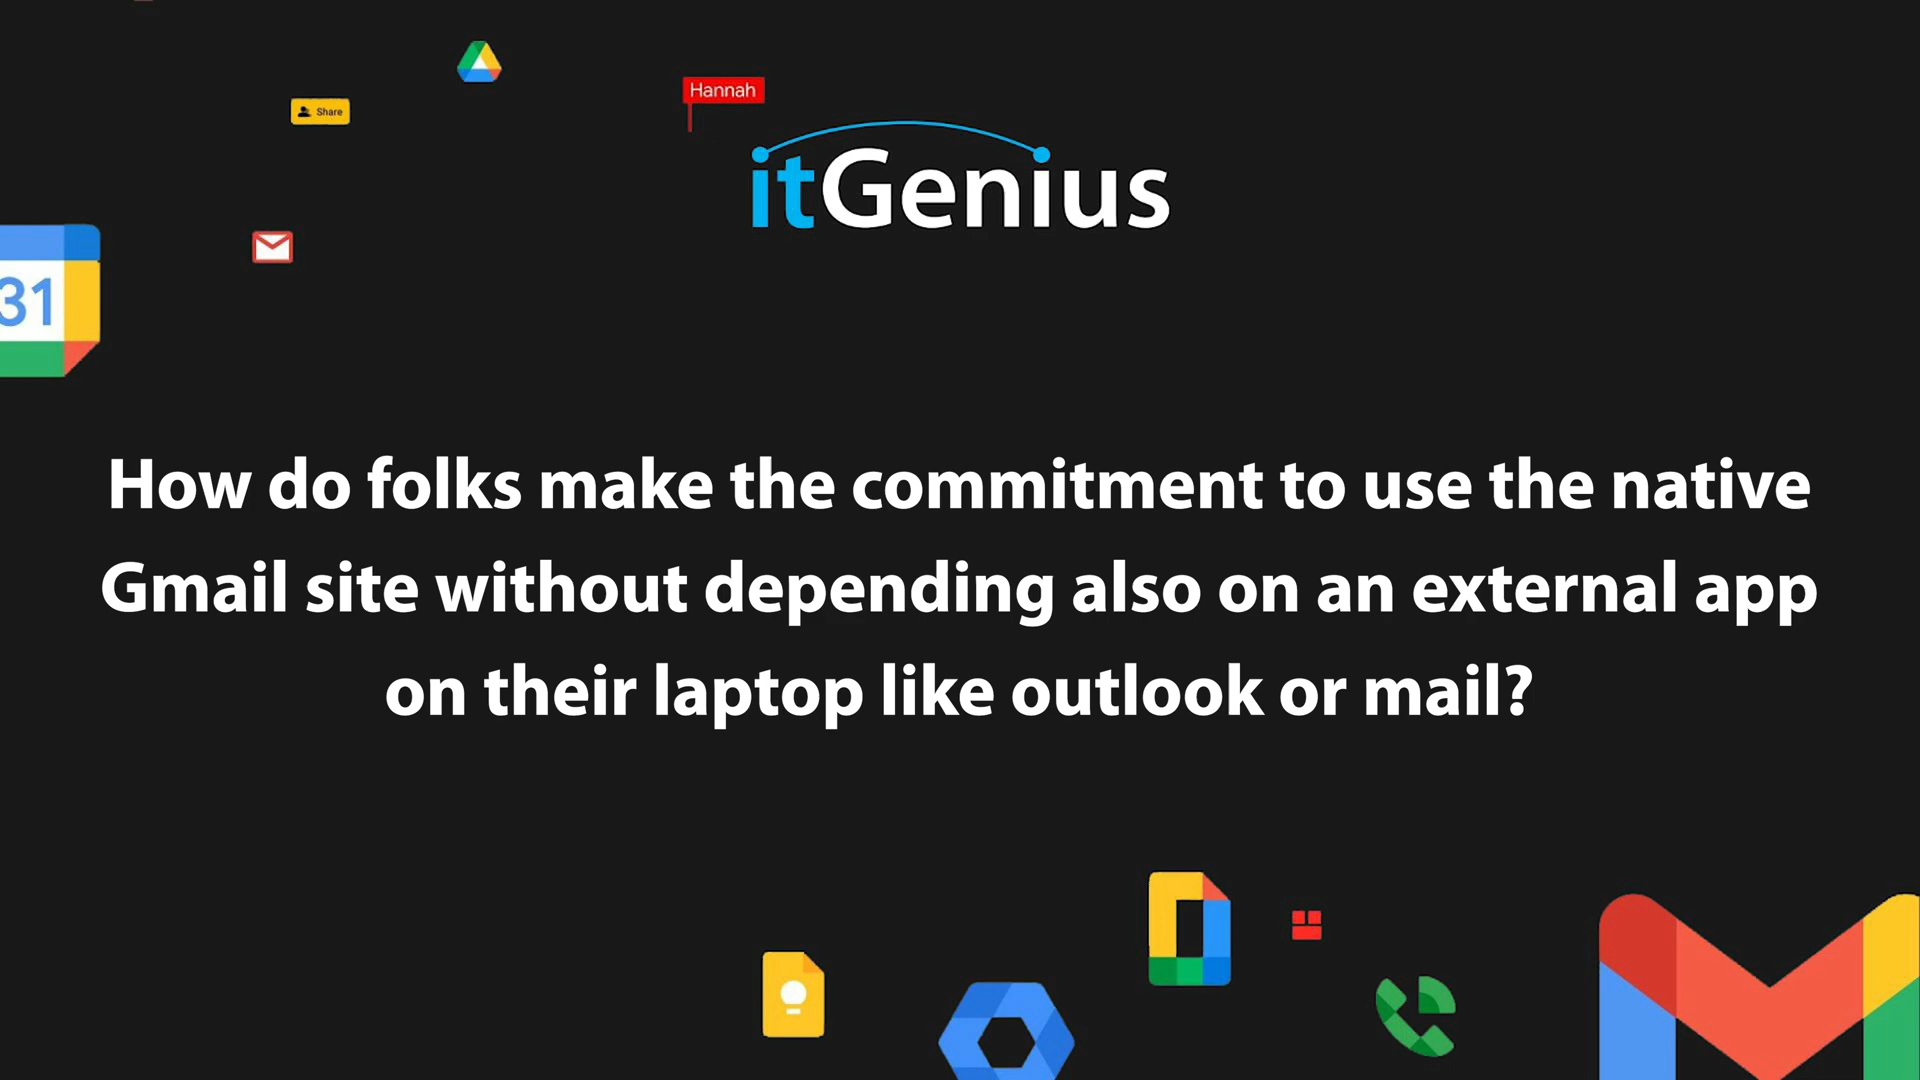 Hannah
Share
itGenius
31
How do folks make the commitment to use the native
Gmail site without depending also on an external app
on their laptop like outlook or mail?